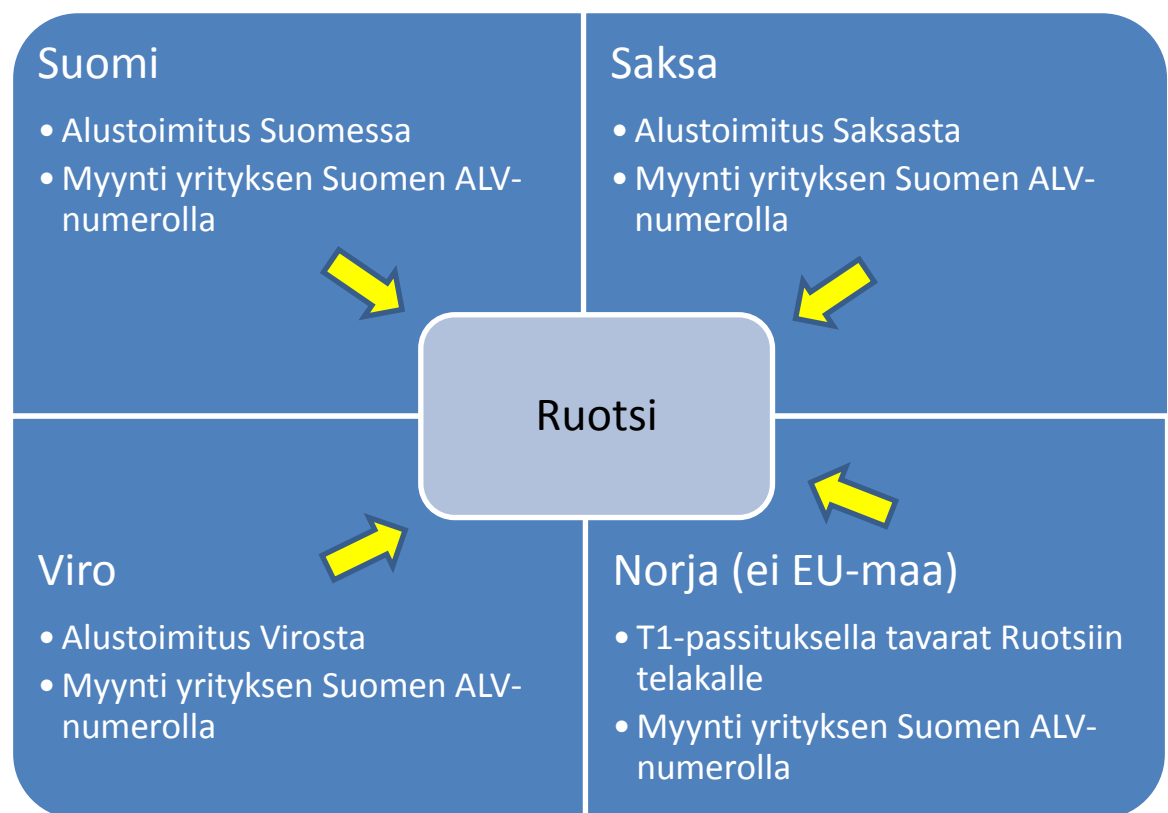 Suomi
• Alustoimitus Suomessa
• Myynti yrityksen Suomen ALV-
numerolla
Saksa
• Alustoimitus Saksasta
• Myynti yrityksen Suomen ALV-
numerolla
Ruotsi
Viro
• Alustoimitus Virosta
• Myynti yrityksen Suomen ALV-
numerolla
Norja (ei EU-maa)
• T1-passituksella tavarat Ruotsiin
telakalle
• Myynti yrityksen Suomen ALV-
numerolla